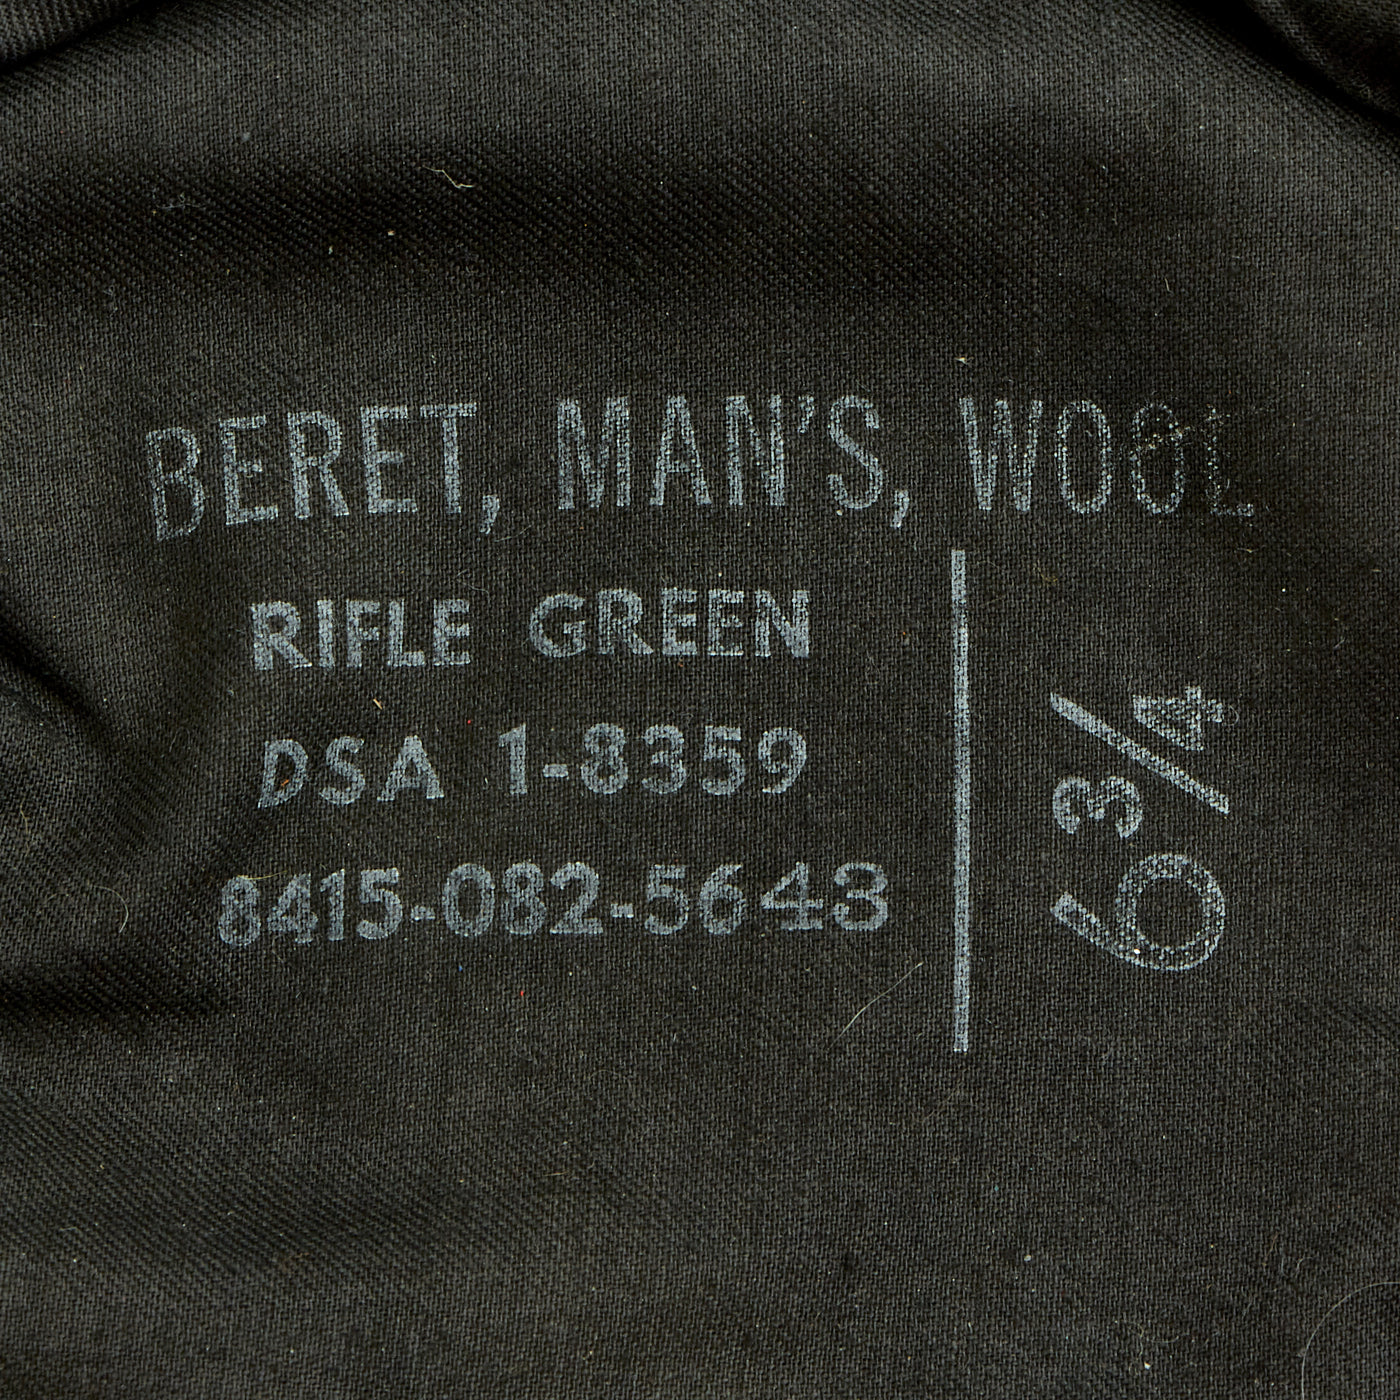 BERET, MAN'S, WOOL
RIFLE GREEN
DSA 1-8359
8415-082-5643
6 3/4